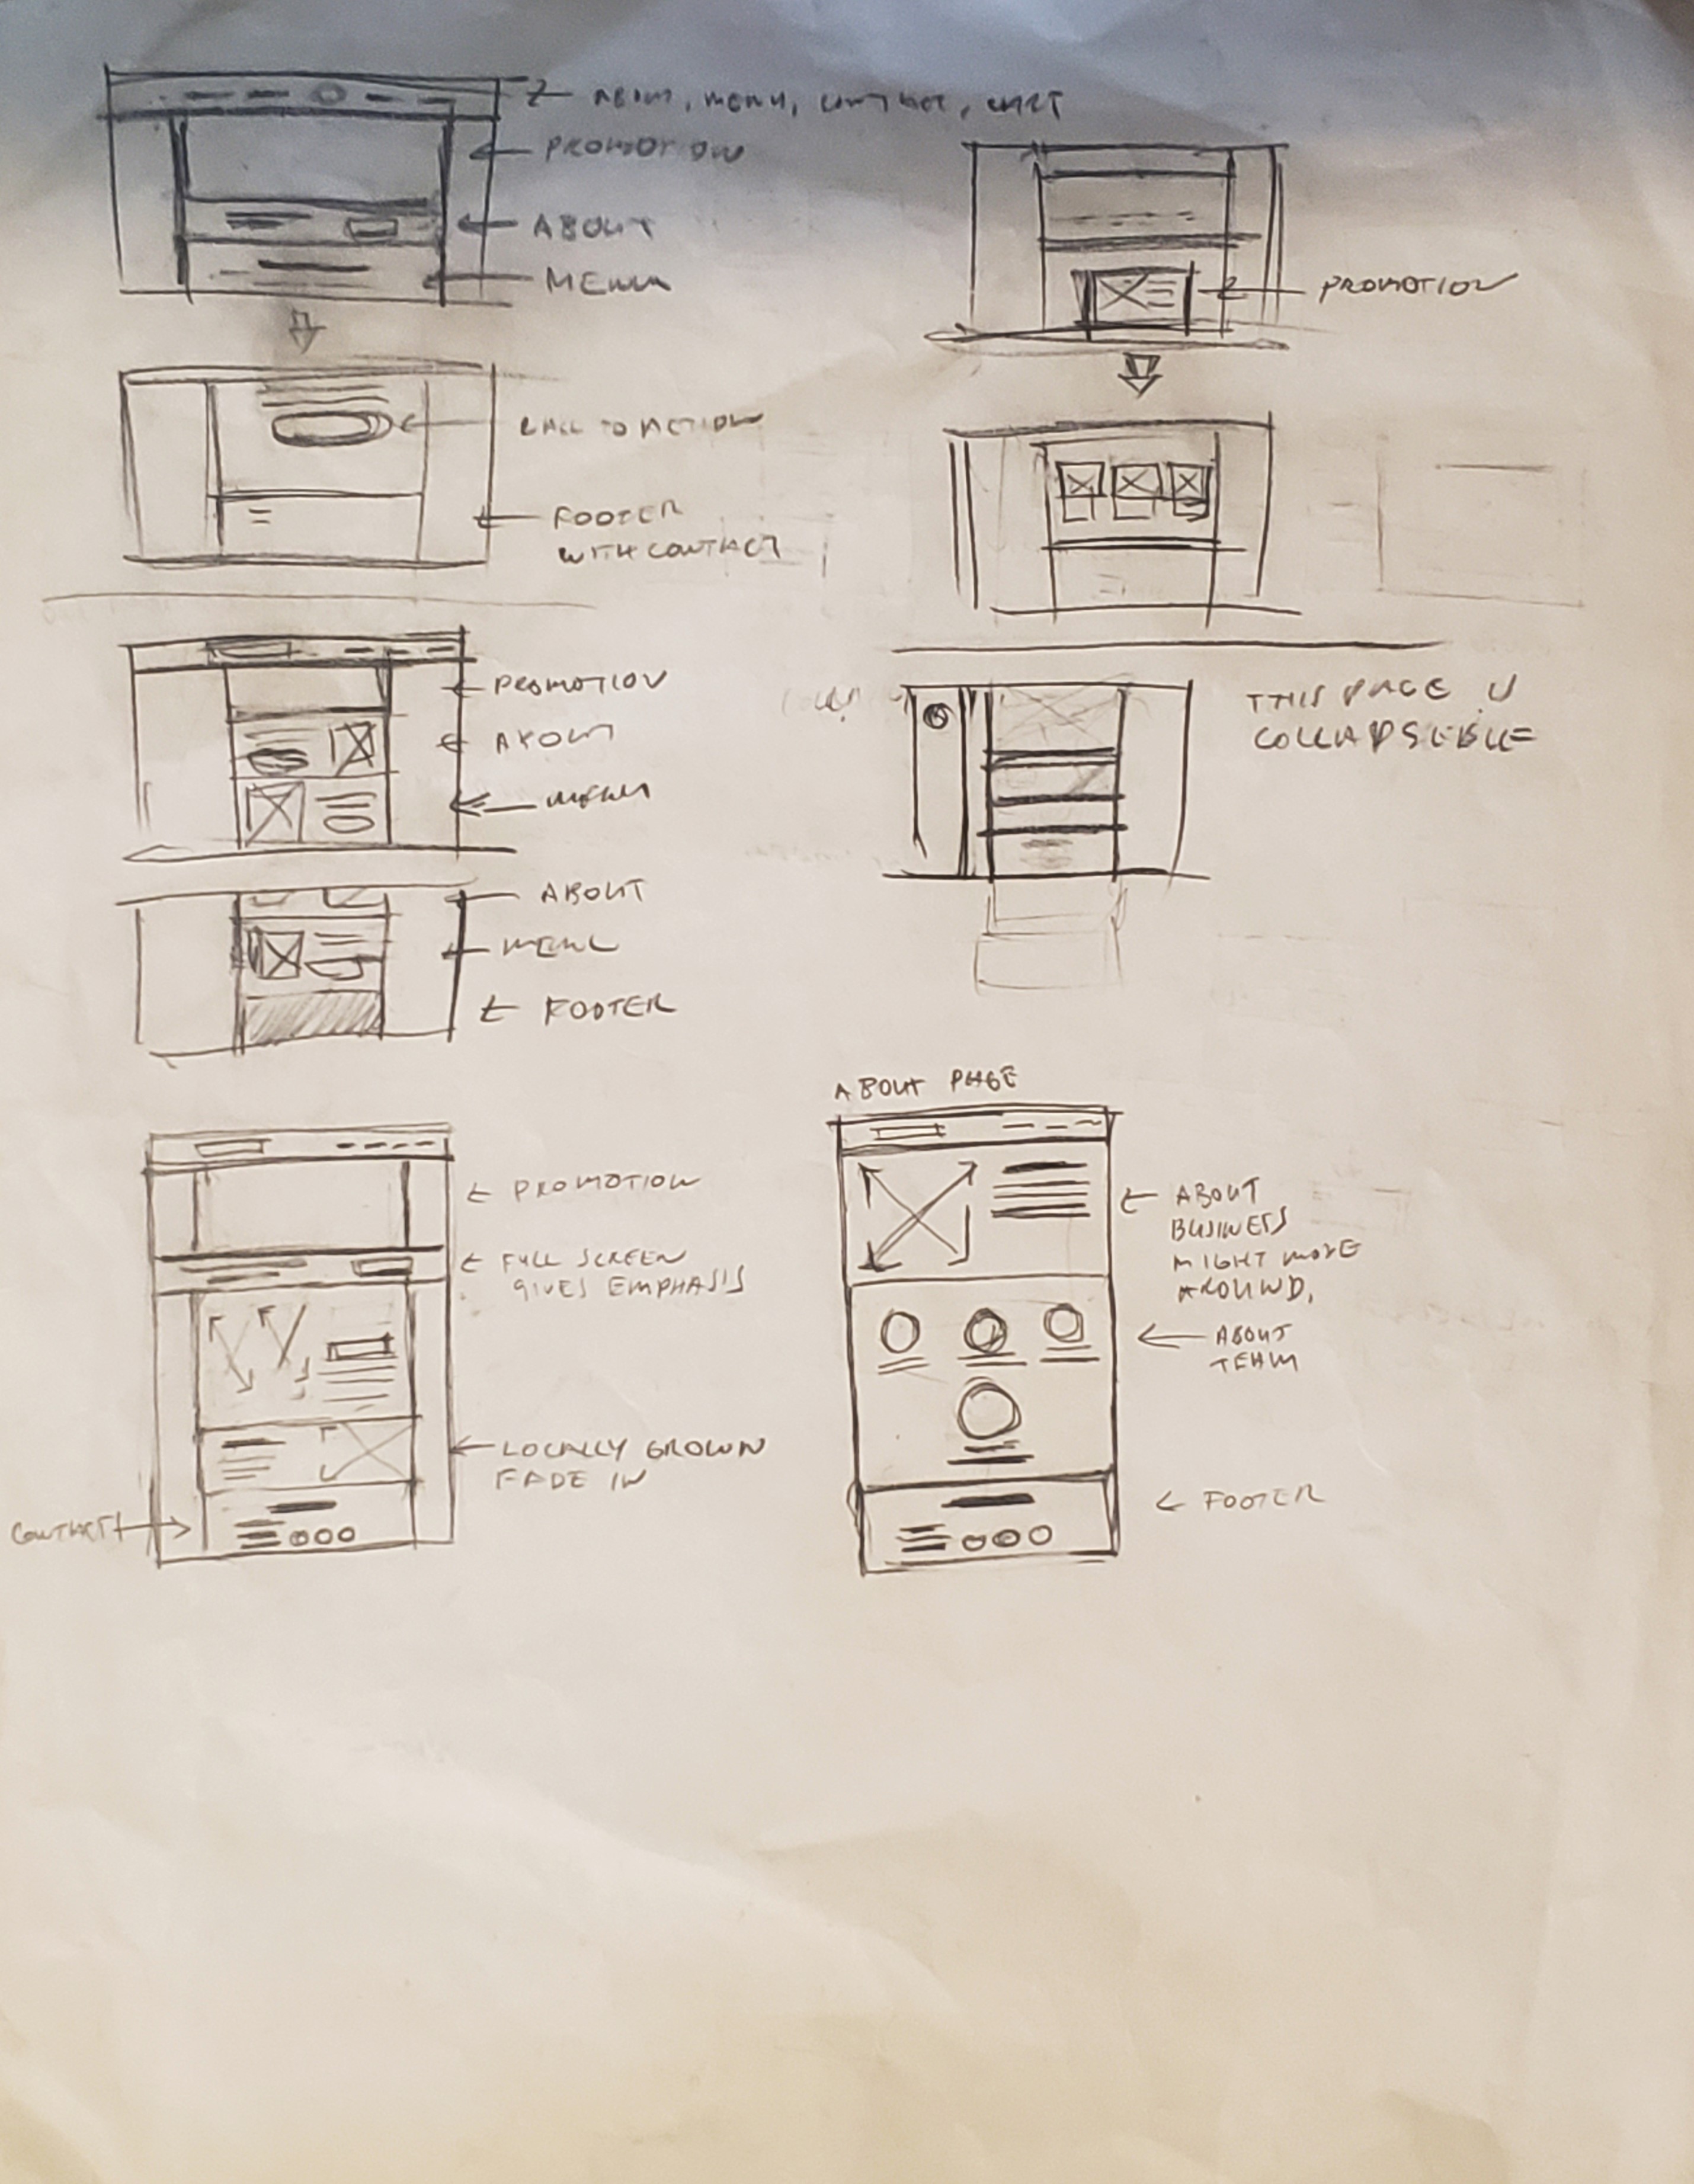 ABOUT, MENU, CONTACT, CART
PROMOTION
ABOUT
MENU
CALL TO ACTION
FOOTER
WITH CONTACT
PROMOTION
ABOUT
MENU
ABOUT
MENU
FOOTER
PROMOTION
FULL SCREEN
GIVES EMPHASIS
LOCALLY GROWN
FADE IN
CONTACT
PROMOTION
THIS PAGE IS
COLLAPSEIBLE
ABOUT PAGE
ABOUT
BUSINESS
MIGHT MOVE
AROUND,
ABOUT
TEAM
FOOTER